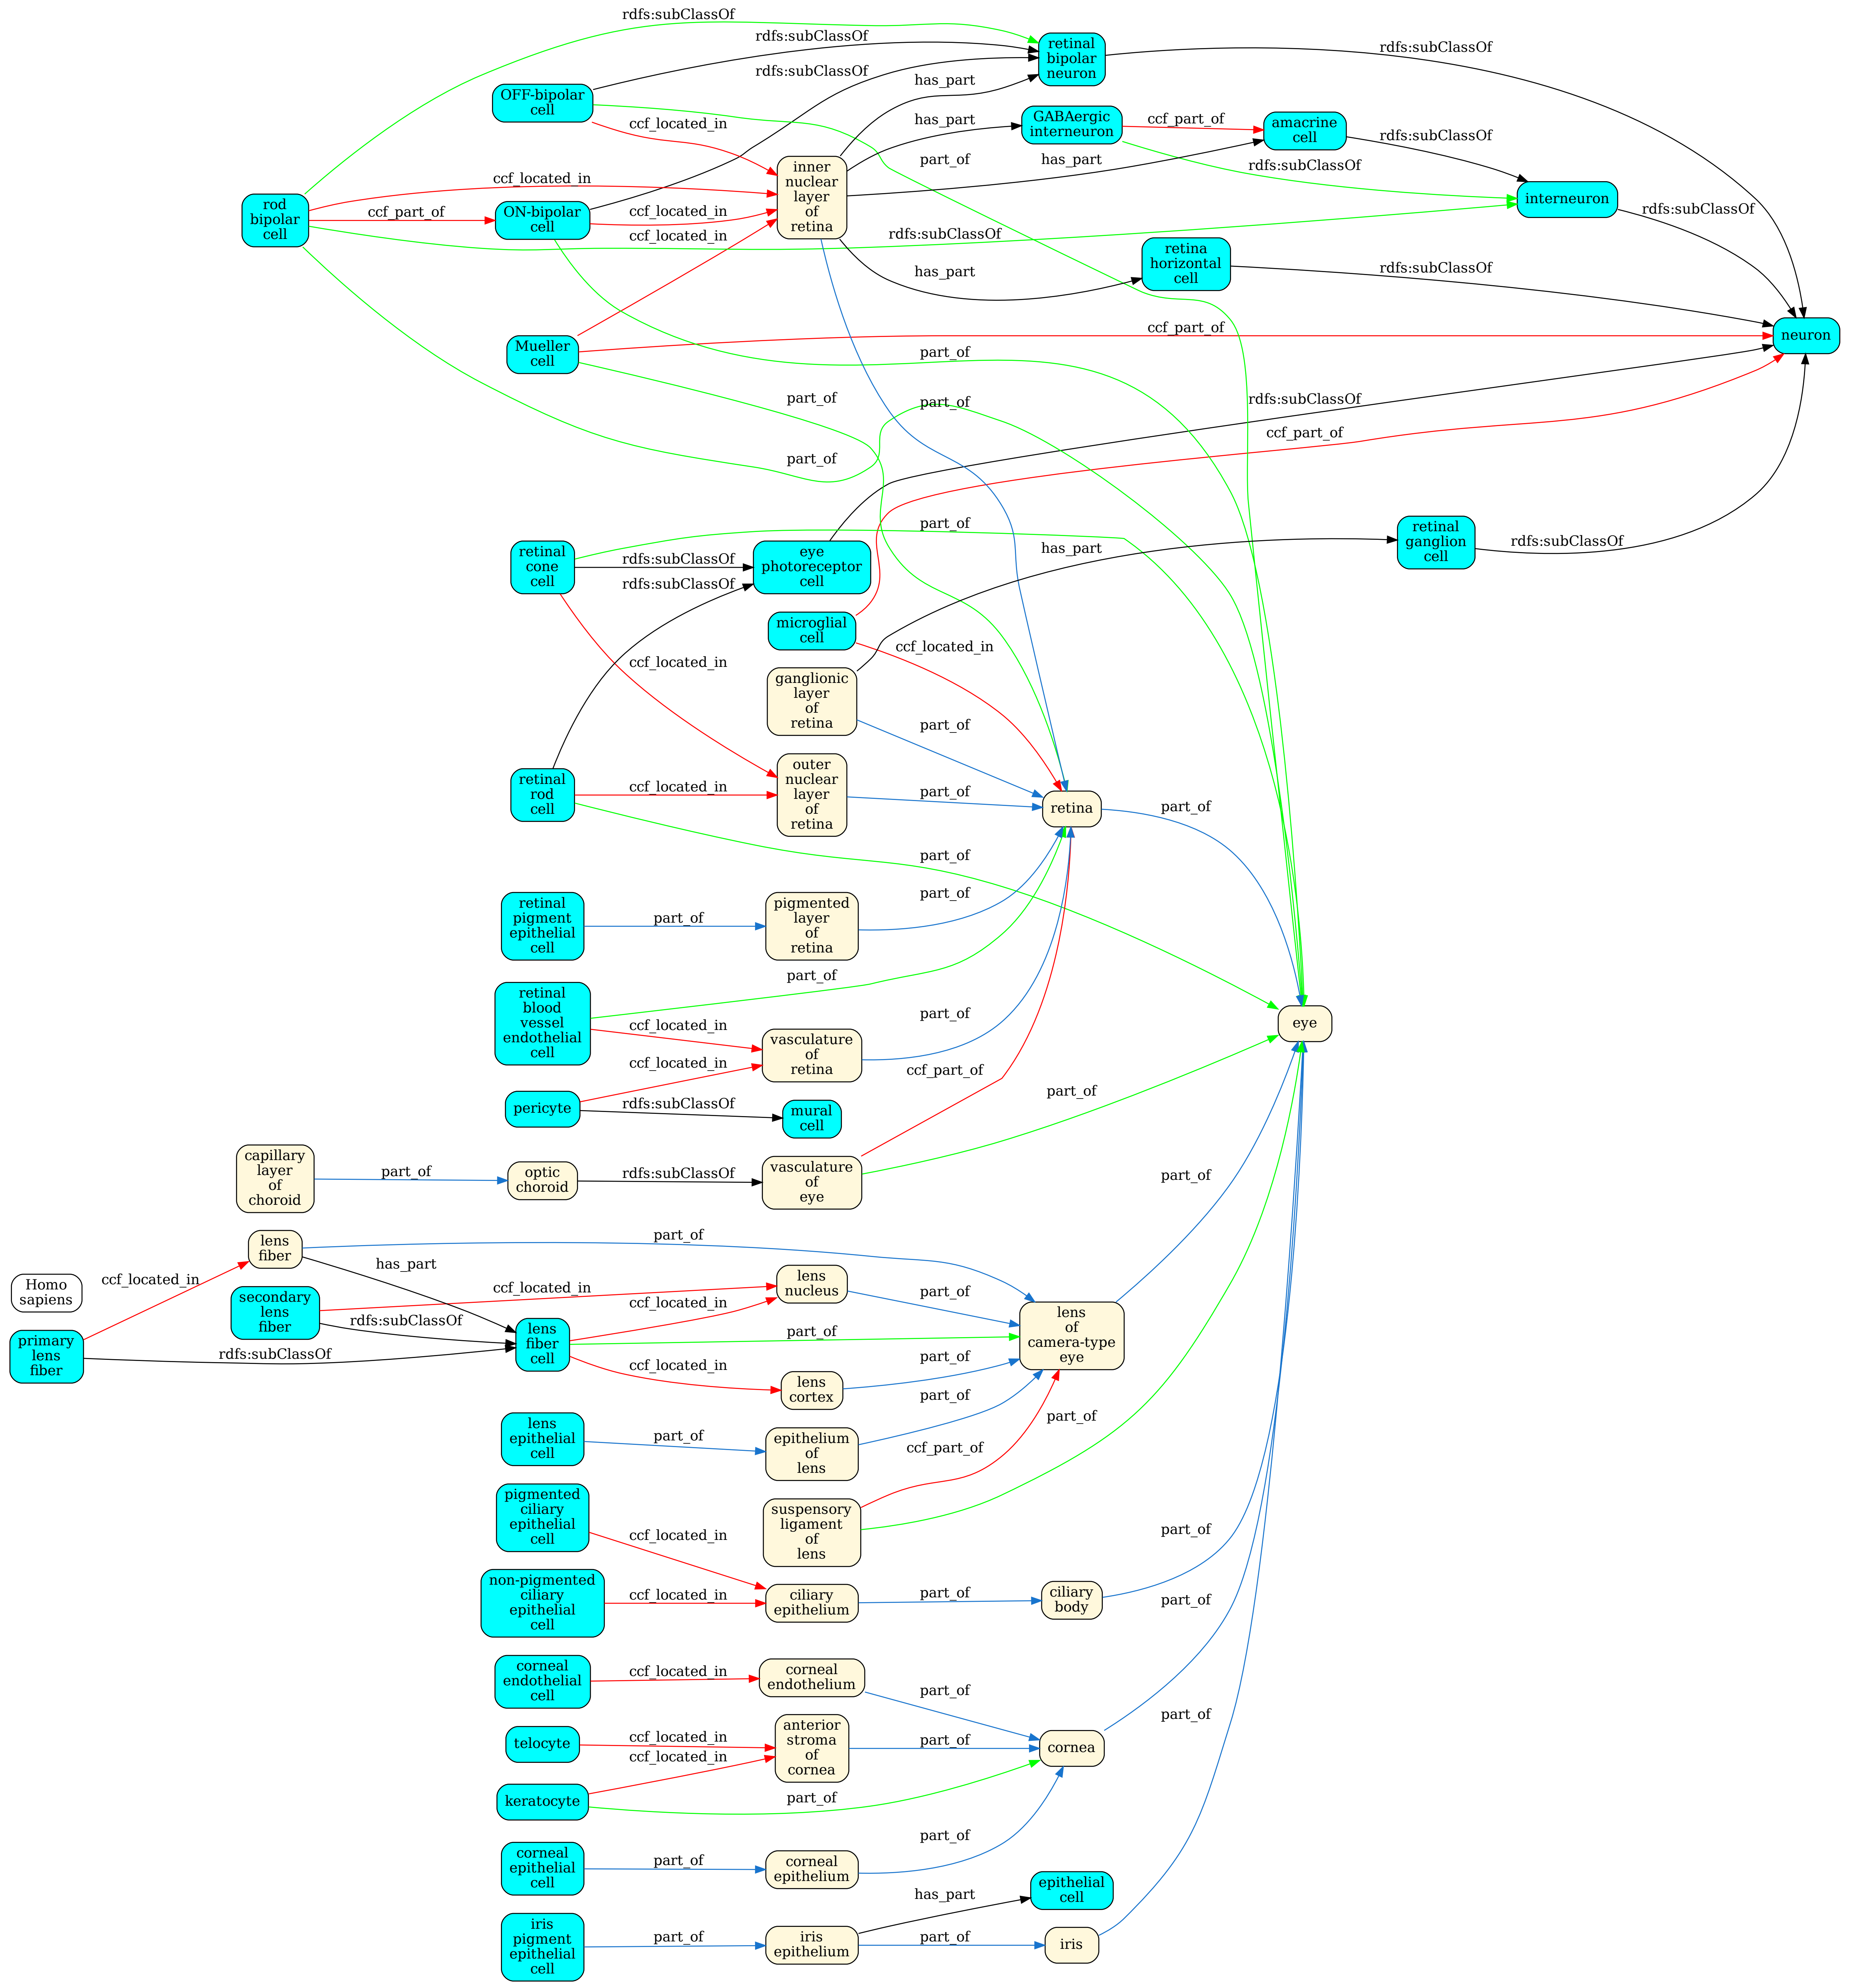 rdfs:subClassOf
rdfs:subClassOf
rdfs:subClassOf
rdfs:subClassOf
retinal
bipolar
neuron
OFF-bipolar
cell
has_part
ccf_located_in
has_part
GABAergic
interneuron
ccf_part_of
amacrine
cell
rdfs:subClassOf
part_of
has_part
rdfs:subClassOf
inner
nuclear
layer
of
retina
ccf_located_in
rod
bipolar
cell
ccf_part_of
ON-bipolar
cell
ccf_located_in
ccf_located_in
rdfs:subClassOf
interneuron
rdfs:subClassOf
retina
horizontal
cell
has_part
rdfs:subClassOf
Mueller
cell
ccf_part_of
neuron
part_of
part_of
part_of
rdfs:subClassOf
ccf_part_of
part_of
part_of
retinal
ganglion
cell
has_part
rdfs:subClassOf
retinal
cone
cell
rdfs:subClassOf
rdfs:subClassOf
eye
photoreceptor
cell
microglial
cell
ccf_located_in
ccf_located_in
ganglionic
layer
of
retina
part_of
retinal
rod
cell
ccf_located_in
outer
nuclear
layer
of
retina
part_of
retina
part_of
part_of
retinal
pigment
epithelial
cell
part_of
pigmented
layer
of
retina
part_of
part_of
retinal
blood
vessel
endothelial
cell
ccf_located_in
ccf_located_in
vasculature
of
retina
part_of
eye
ccf_part_of
part_of
pericyte
rdfs:subClassOf
mural
cell
capillary
layer
of
choroid
part_of
optic
choroid
rdfs:subClassOf
vasculature
of
eye
part_of
lens
fiber
part_of
has_part
Homo
sapiens
ccf_located_in
secondary
lens
fiber
ccf_located_in
ccf_located_in
lens
nucleus
part_of
primary
lens
fiber
rdfs:subClassOf
rdfs:subClassOf
lens
fiber
cell
part_of
ccf_located_in
lens
cortex
part_of
lens
of
camera-type
eye
part_of
lens
epithelial
cell
part_of
epithelium
of
lens
ccf_part_of
part_of
suspensory
ligament
of
lens
pigmented
ciliary
epithelial
cell
ccf_located_in
part_of
non-pigmented
ciliary
epithelial
cell
ccf_located_in
ciliary
epithelium
part_of
ciliary
body
part_of
corneal
endothelial
cell
ccf_located_in
corneal
endothelium
part_of
part_of
telocyte
ccf_located_in
ccf_located_in
anterior
stroma
of
cornea
part_of
cornea
keratocyte
part_of
part_of
corneal
epithelial
cell
part_of
corneal
epithelium
has_part
epithelial
cell
iris
pigment
epithelial
cell
part_of
iris
epithelium
part_of
iris